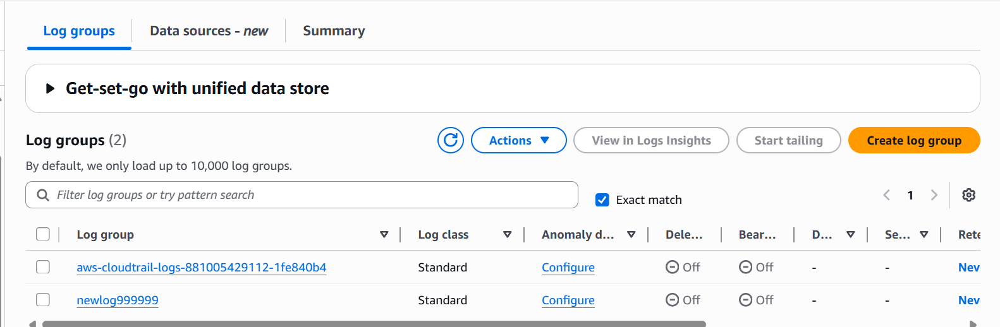 Log groups Data sources - new Summary
Get-set-go with unified data store
Log groups (2) Actions View in Logs Insights Start tailing Create log group
By default, we only load up to 10,000 log groups.
Filter log groups or try pattern search Exact match 1
Log group Log class Anomaly d... Dele... Bear... D... Se... Rete
aws-cloudtrail-logs-881005429112-1fe840b4 Standard Configure Off Off - - Nev
newlog999999 Standard Configure Off Off - - Nev